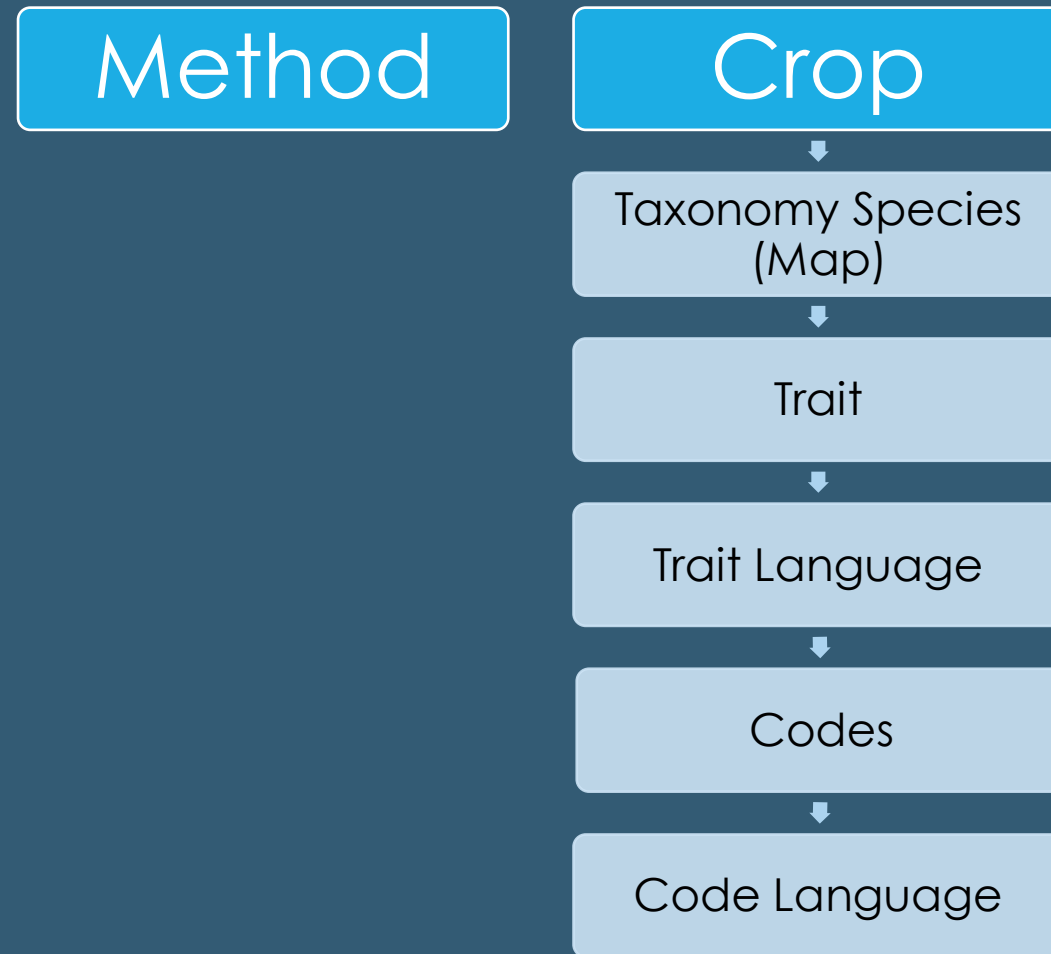 Method
Crop
Taxonomy Species
(Map)
Trait
Trait Language
Codes
Code Language